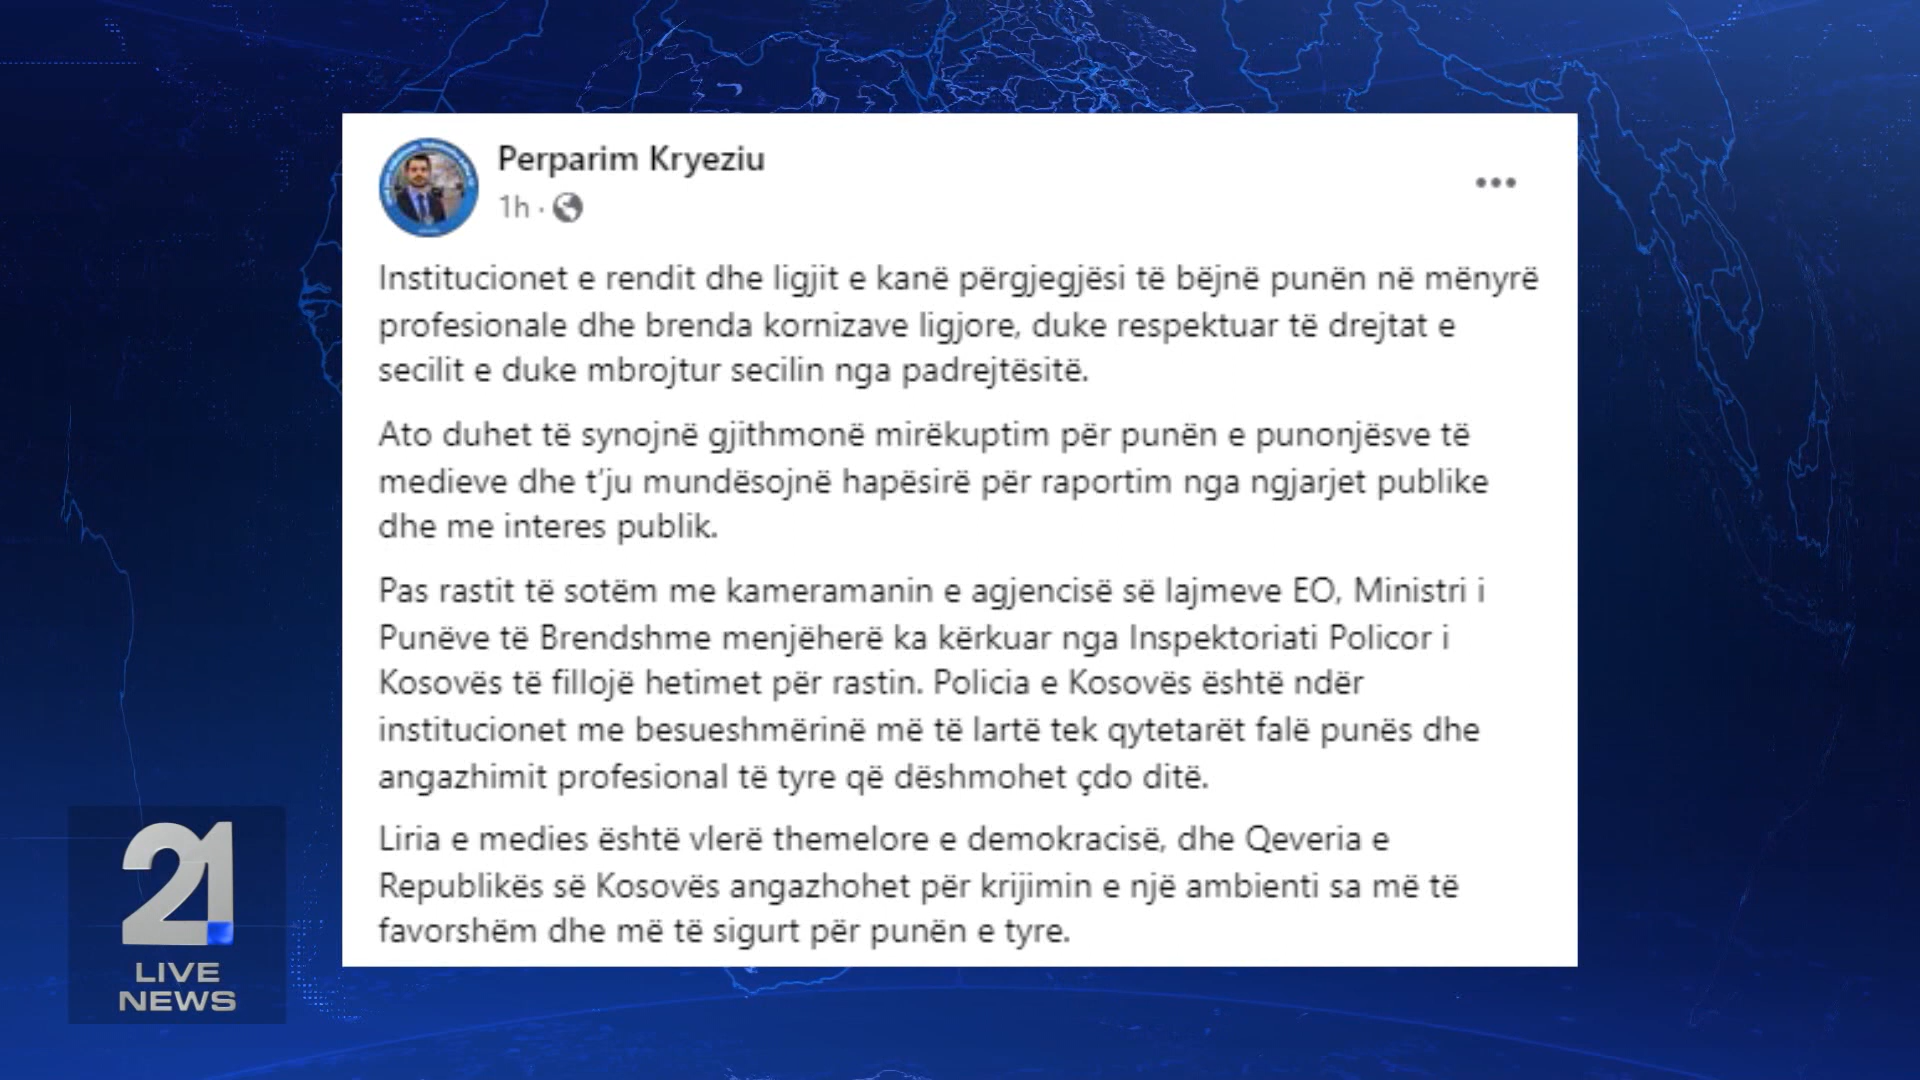 Perparim Kryeziu
1h ·
Institucionet e rendit dhe ligjit e kanë përgjegjësi të bëjnë punën në mënyrë
profesionale dhe brenda kornizave ligjore, duke respektuar të drejtat e
secilit e duke mbrojtur secilin nga padrejtësitë.
Ato duhet të synojnë gjithmonë mirëkuptim për punën e punonjësve të
medieve dhe t’ju mundësojnë hapësirë për raportim nga ngjarjet publike
dhe me interes publik.
Pas rastit të sotëm me kameramanin e agjencisë së lajmeve EO, Ministri i
Punëve të Brendshme menjëherë ka kërkuar nga Inspektoriati Policor i
Kosovës të fillojë hetimet për rastin. Policia e Kosovës është ndër
institucionet me besueshmërinë më të lartë tek qytetarët falë punës dhe
angazhimit profesional të tyre që dëshmohet çdo ditë.
Liria e medies është vlerë themelore e demokracisë, dhe Qeveria e
Republikës së Kosovës angazhohet për krijimin e një ambienti sa më të
favorshëm dhe më të sigurt për punën e tyre.
21
LIVE
NEWS